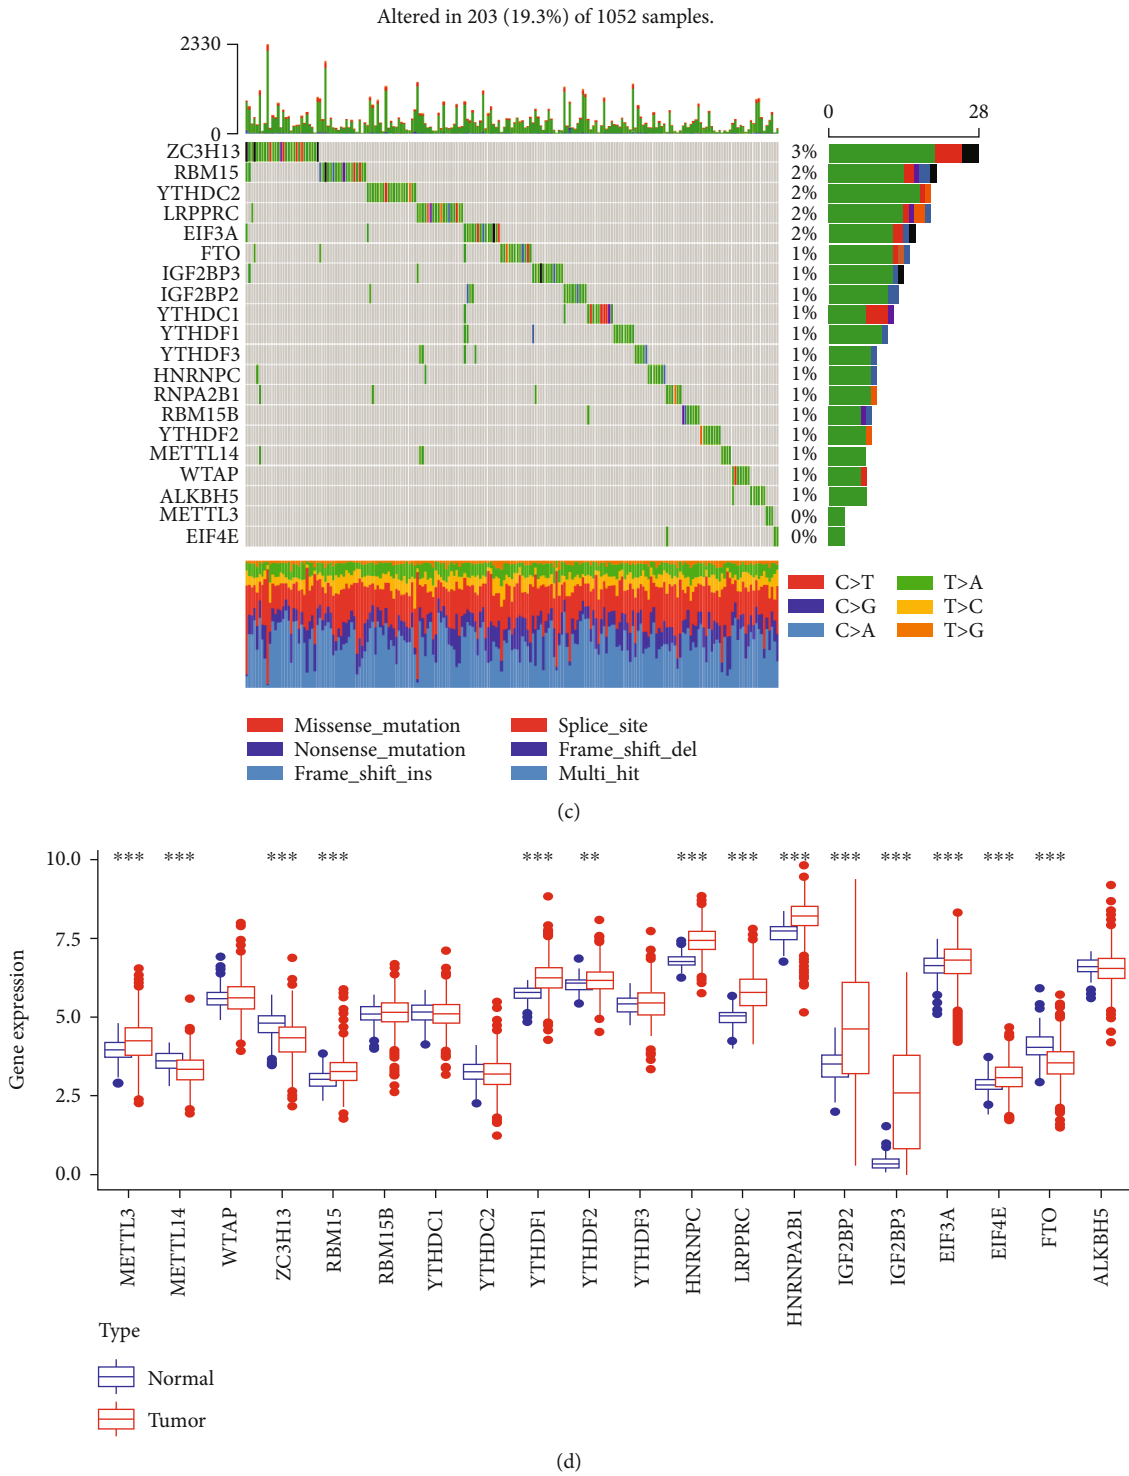 Altered in 203 (19.3%) of 1052 samples.
2330
0
0 28
ZC3H13 3%
RBM15 2%
YTHDC2 2%
LRPPRC 2%
EIF3A 2%
FTO 1%
IGF2BP3 1%
IGF2BP2 1%
YTHDC1 1%
YTHDF1 1%
YTHDF3 1%
HNRNPC 1%
RNPA2B1 1%
RBM15B 1%
YTHDF2 1%
METTL14 1%
WTAP 1%
ALKBH5 1%
METTL3 0%
EIF4E 0%
C>T T>A
C>G T>C
C>A T>G
Missense_mutation Splice_site
Nonsense_mutation Frame_shift_del
Frame_shift_ins Multi_hit
(c)
Gene expression
10.0
7.5
5.0
2.5
0.0
*** *** *** *** *** ** *** *** *** *** *** *** *** ***
METTL3
METTL14
WTAP
ZC3H13
RBM15
RBM15B
YTHDC1
YTHDC2
YTHDF1
YTHDF2
YTHDF3
HNRNPC
LRPPRC
HNRNPA2B1
IGF2BP2
IGF2BP3
EIF3A
EIF4E
FTO
ALKBH5
Type
Normal
Tumor
(d)